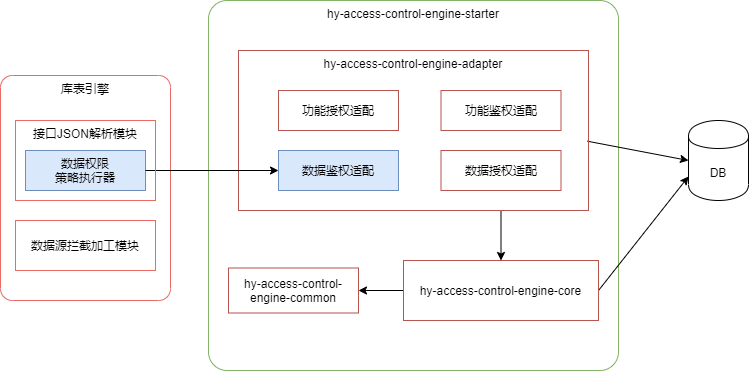 hy-access-control-engine-starter
hy-access-control-engine-adapter
库表引擎
功能授权适配
功能鉴权适配
接口JSON解析模块
数据权限
策略执行器
数据鉴权适配
数据授权适配
DB
数据源拦截加工模块
hy-access-control-
engine-common
hy-access-control-engine-core